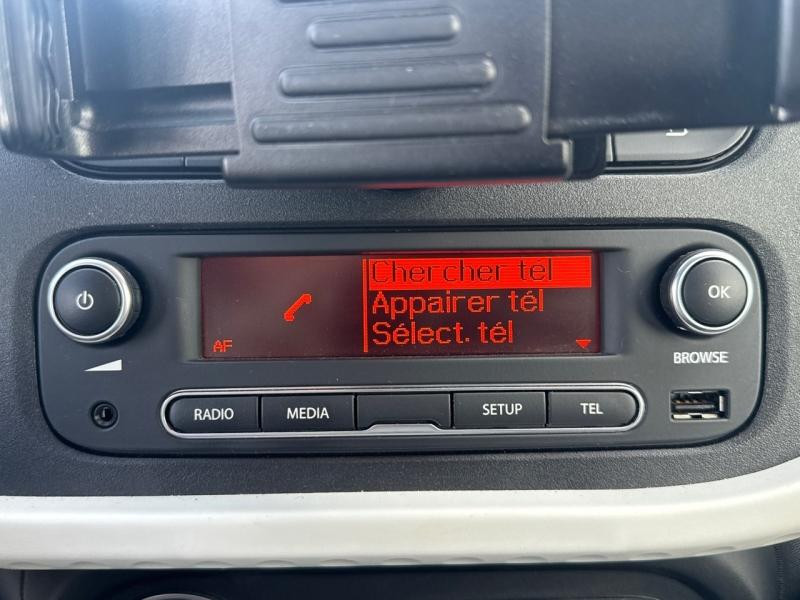 Chercher tél
Appairer tél
Sélect. tél
AF
OK
BROWSE
RADIO
MEDIA
SETUP
TEL